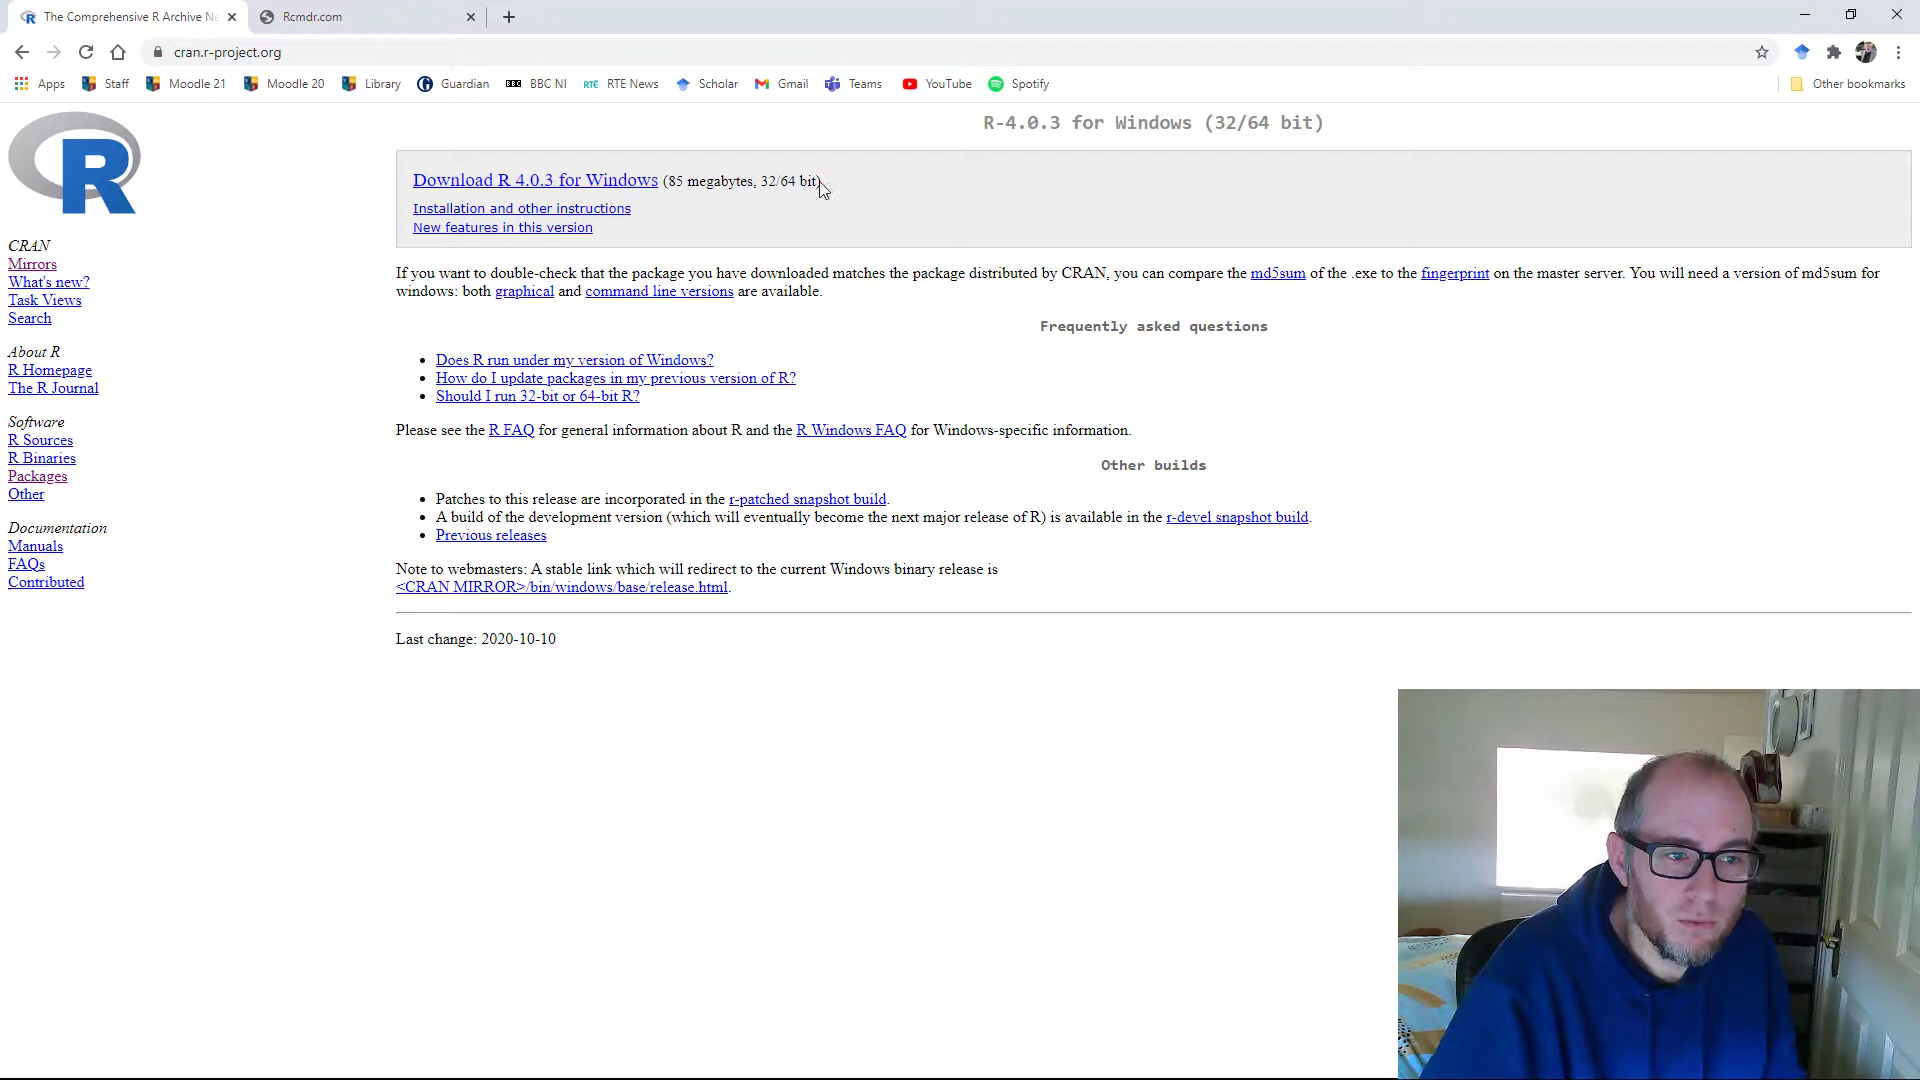 The Comprehensive R Archive Ne
Rcmdr.com
cran.r-project.org
Apps Staff Moodle 21 Moodle 20 Library Guardian BBC BBC NI RTÉ RTE News Scholar Gmail Teams YouTube Spotify Other bookmarks
R
CRAN
Mirrors
What's new?
Task Views
Search
About R
R Homepage
The R Journal
Software
R Sources
R Binaries
Packages
Other
Documentation
Manuals
FAQs
Contributed
R-4.0.3 for Windows (32/64 bit)
Download R 4.0.3 for Windows (85 megabytes, 32/64 bit)
Installation and other instructions
New features in this version
If you want to double-check that the package you have downloaded matches the package distributed by CRAN, you can compare the md5sum of the .exe to the fingerprint on the master server. You will need a version of md5sum for
windows: both graphical and command line versions are available.
Frequently asked questions
Does R run under my version of Windows?
How do I update packages in my previous version of R?
Should I run 32-bit or 64-bit R?
Please see the R FAQ for general information about R and the R Windows FAQ for Windows-specific information.
Other builds
Patches to this release are incorporated in the r-patched snapshot build.
A build of the development version (which will eventually become the next major release of R) is available in the r-devel snapshot build.
Previous releases
Note to webmasters: A stable link which will redirect to the current Windows binary release is
<CRAN MIRROR>/bin/windows/base/release.html.
Last change: 2020-10-10